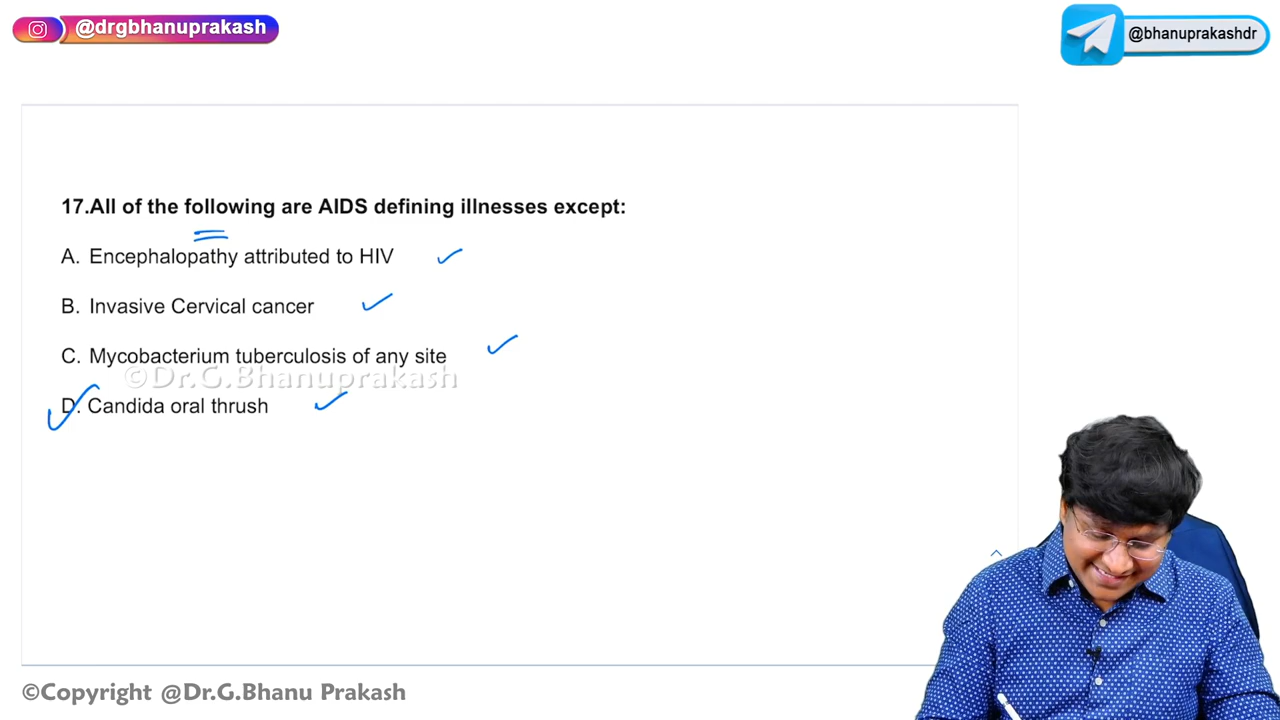 @drgbhanuprakash
@bhanuprakashdr
17.All of the following are AIDS defining illnesses except:
A. Encephalopathy attributed to HIV
B. Invasive Cervical cancer
C. Mycobacterium tuberculosis of any site
©Dr.G.Bhanuprakash
D. Candida oral thrush
©Copyright @Dr.G.Bhanu Prakash